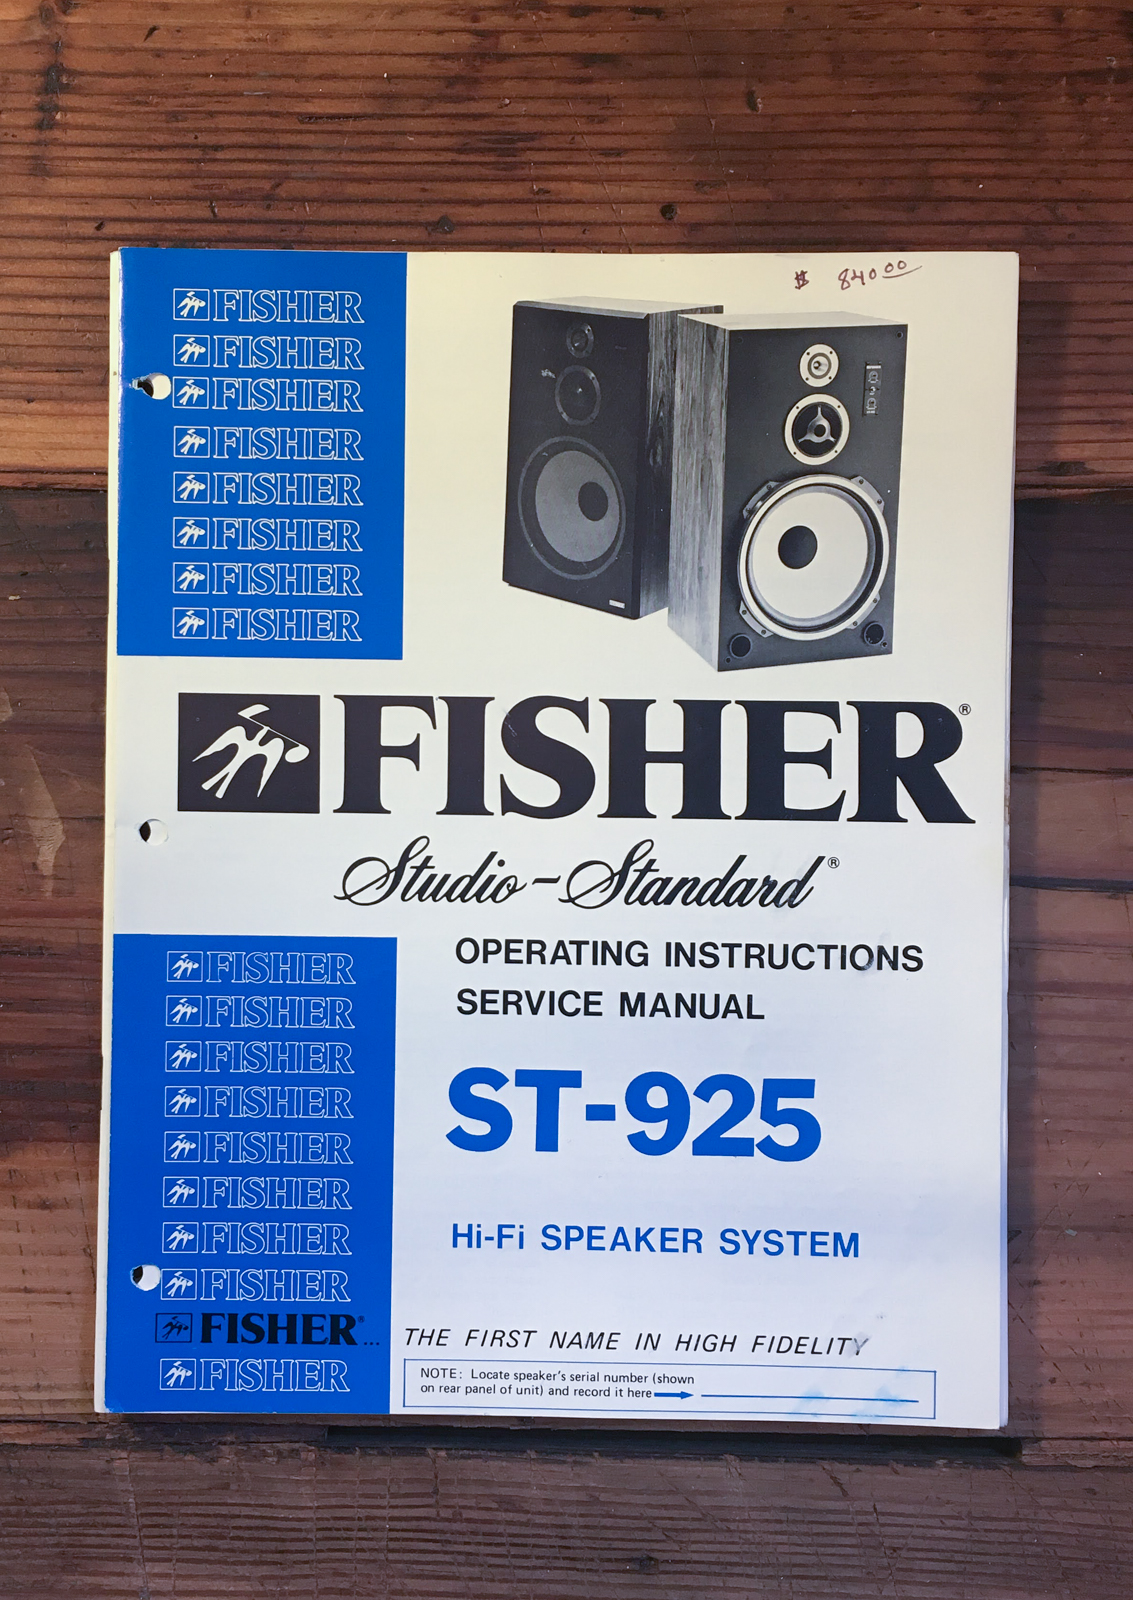 $ 840.00
FISHER
FISHER
FISHER
FISHER
FISHER
FISHER
FISHER
FISHER
FISHER®
Studio-Standard®
OPERATING INSTRUCTIONS
SERVICE MANUAL
ST-925
Hi-Fi SPEAKER SYSTEM
FISHER
FISHER
FISHER
FISHER
FISHER
FISHER
FISHER
FISHER
FISHER®... THE FIRST NAME IN HIGH FIDELITY
FISHER
NOTE: Locate speaker's serial number (shown
on rear panel of unit) and record it here